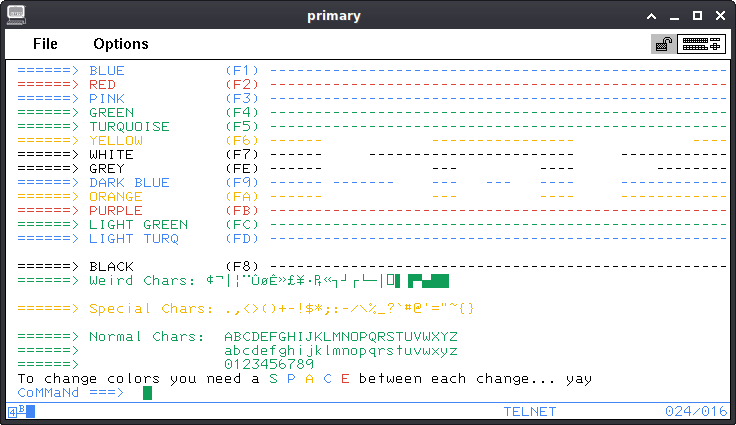 primary
File Options
======> BLUE (F1) -----------------------------------------------------
======> RED (F2) -----------------------------------------------------
======> PINK (F3) -----------------------------------------------------
======> GREEN (F4) -----------------------------------------------------
======> TURQUOISE (F5) -----------------------------------------------------
======> YELLOW (F6) ------ ------------------ ----
======> WHITE (F7) ------ ------------------------ ------------
======> GREY (FE) ------ --- ---- ----
======> DARK BLUE (F9) ------ --- --- ---- ------------
======> ORANGE (FA) ------ --- ---- ----
======> PURPLE (FB) -----------------------------------------------------
======> LIGHT GREEN (FC) -----------------------------------------------------
======> LIGHT TURQ (FD) -----------------------------------------------------
======> BLACK (F8) -----------------------------------------------------
======> Weird Chars: ¢¬│¦¨ÙøÊ»£¥·₧«┐┘┌└─│
======> Special Chars: .,<>()+-!$*;:-/\%_?`#@'="~{}
======> Normal Chars: ABCDEFGHIJKLMNOPQRSTUVWXYZ
======> abcdefghijklmnopqrstuvwxyz
======> 0123456789
To change colors you need a S P A C E between each change... yay
CoMMaNd ===>
4B TELNET 024/016